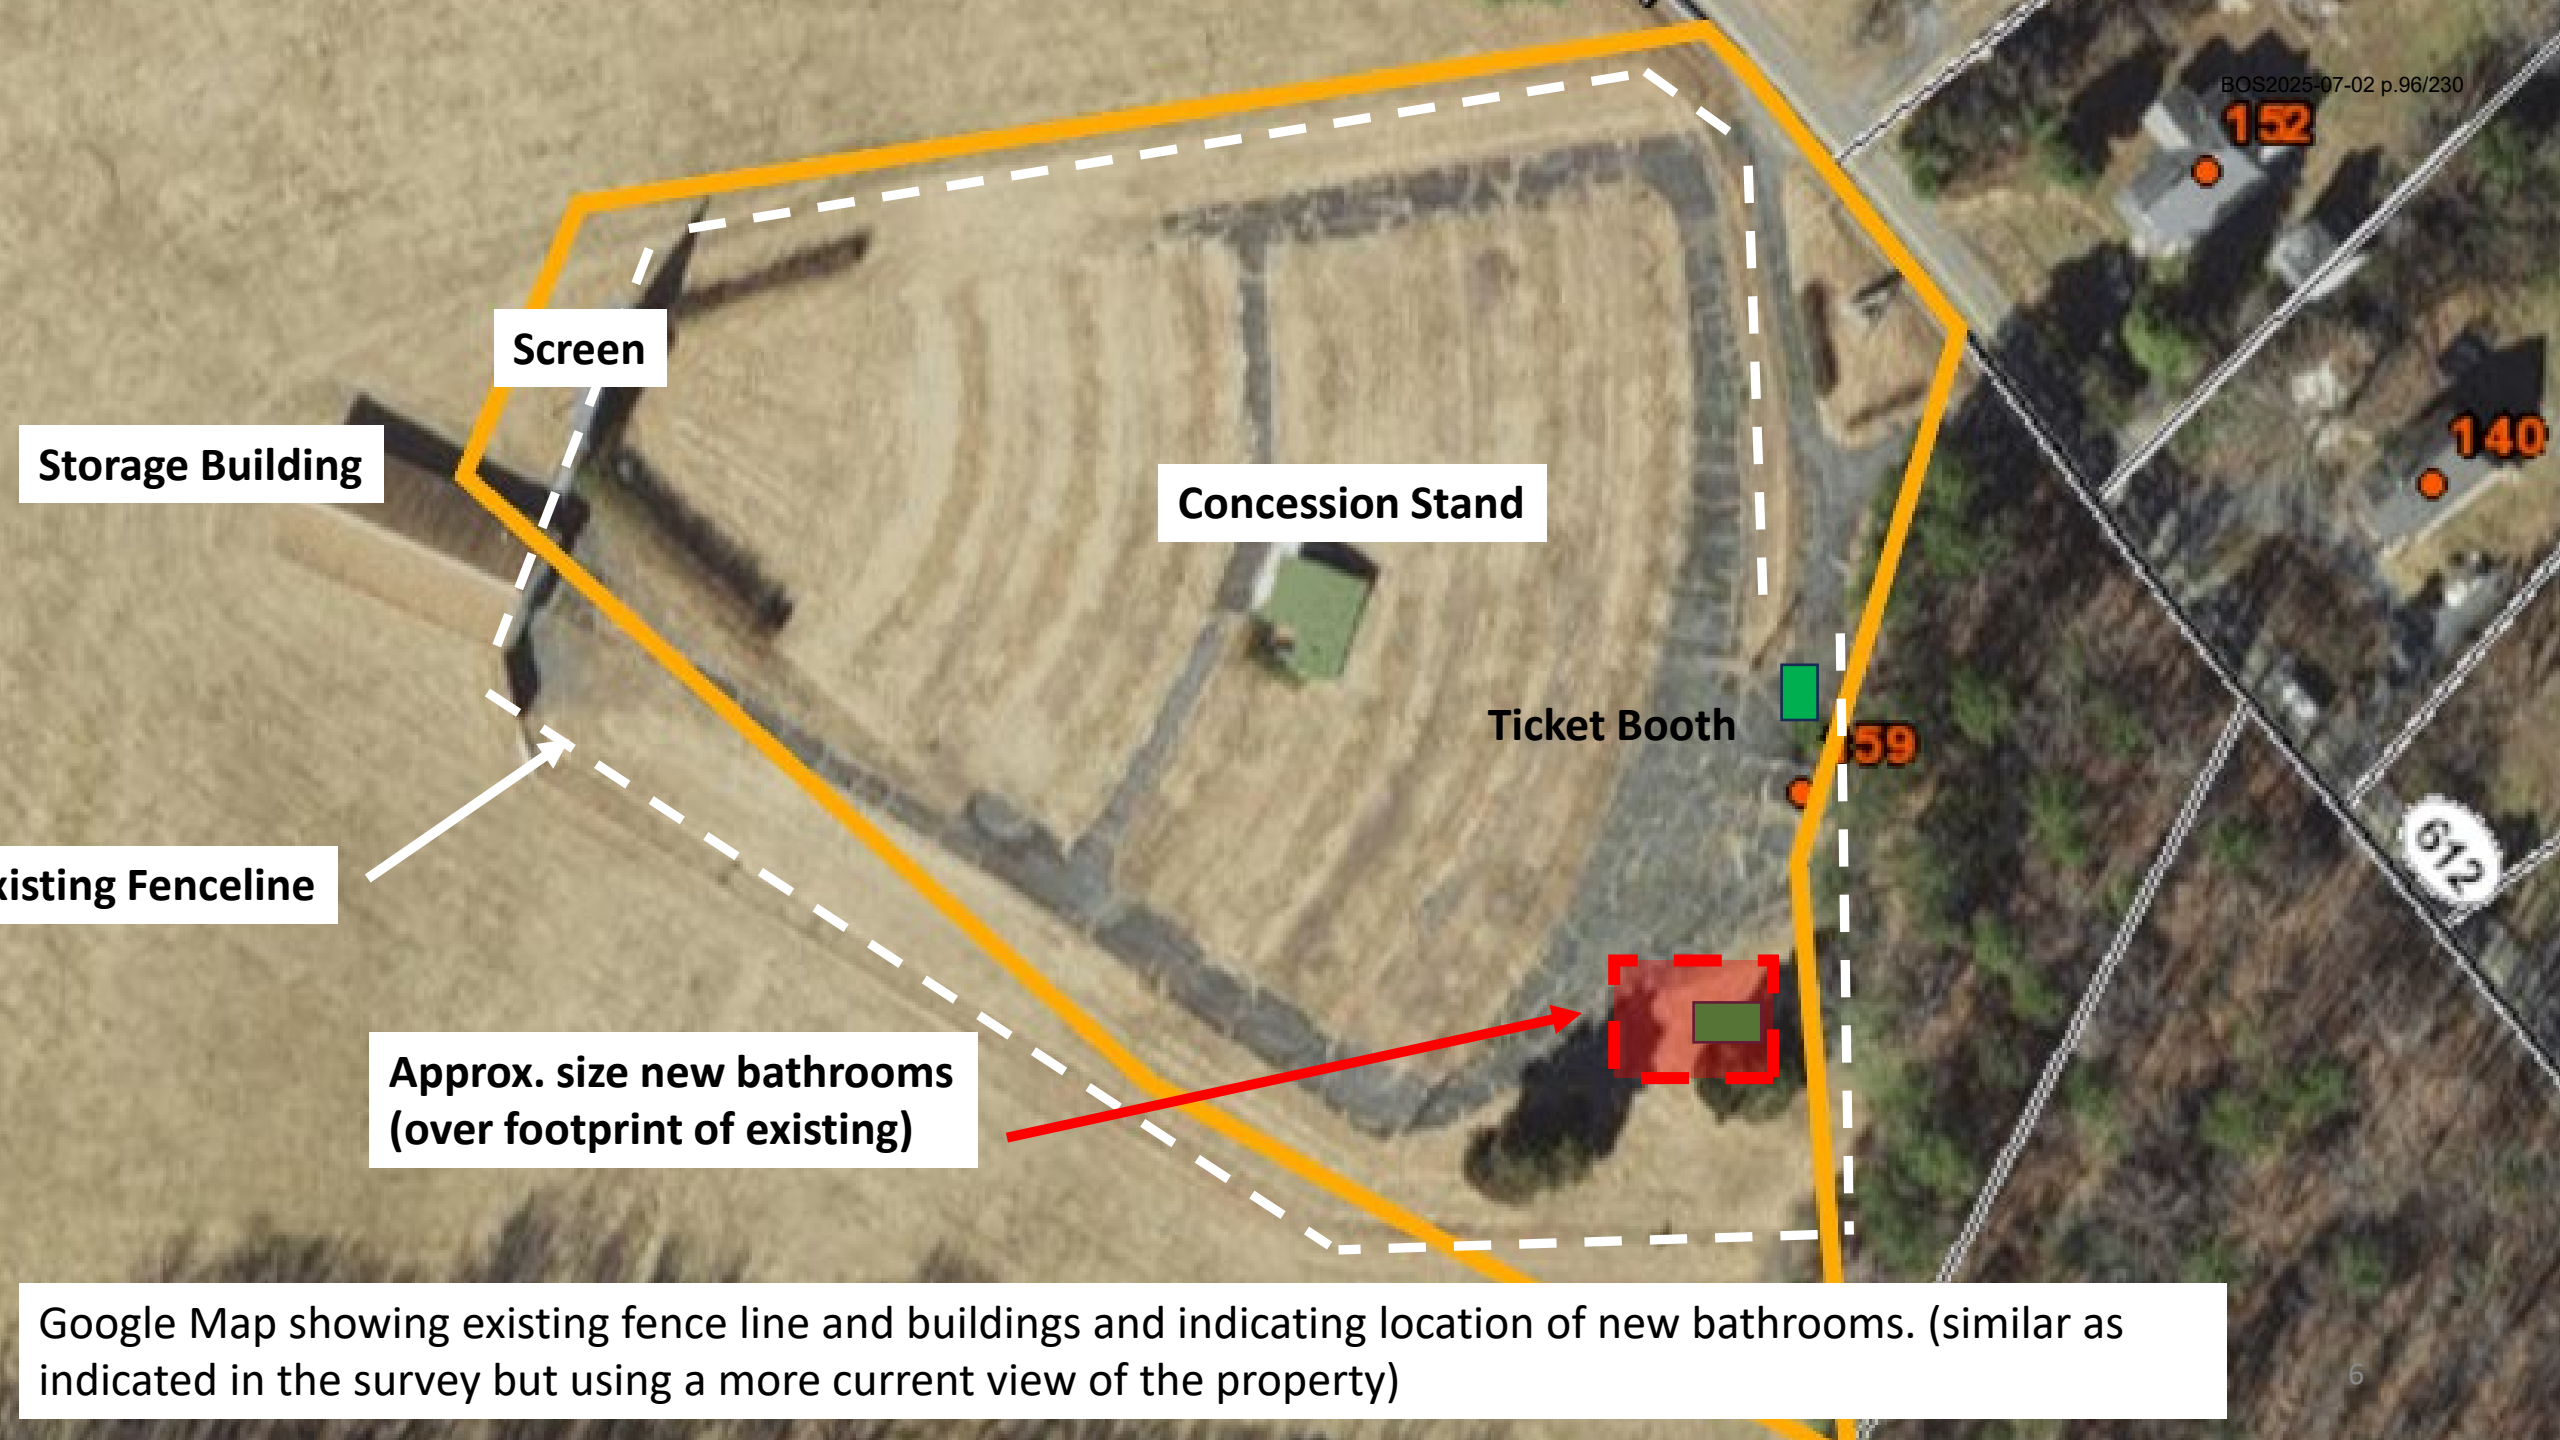 BOS2025-07-02 p.96/230
152
Screen
140
Storage Building
Concession Stand
Ticket Booth
59
612
xisting Fenceline
Approx. size new bathrooms
(over footprint of existing)
Google Map showing existing fence line and buildings and indicating location of new bathrooms. (similar as
indicated in the survey but using a more current view of the property)
6